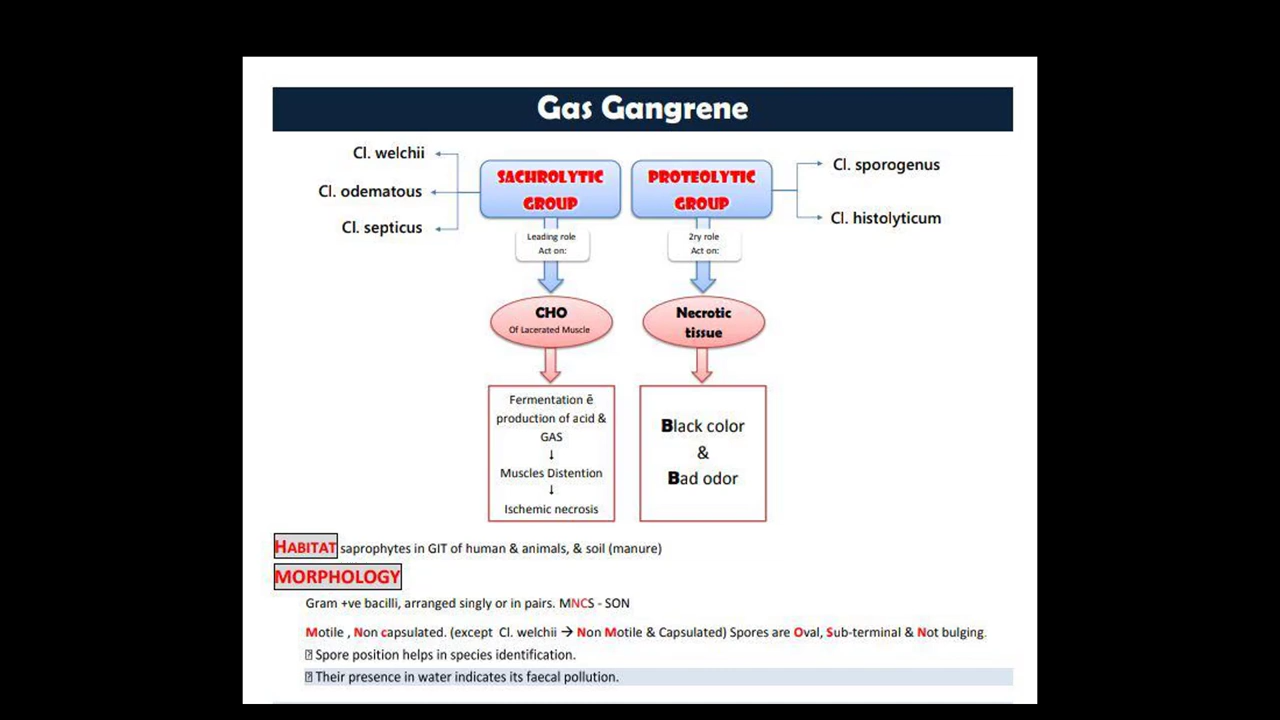 Gas Gangrene
Cl. welchii
Cl. odematous
Cl. septicus
SACHROLYTIC
GROUP
PROTEOLYTIC
GROUP
Cl. sporogenus
Cl. histolyticum
Leading role
Act on:
2ry role
Act on:
CHO
Of Lacerated Muscle
Necrotic
tissue
Fermentation ē
production of acid &
GAS
↓
Muscles Distention
↓
Ischemic necrosis
Black color
&
Bad odor
HABITAT saprophytes in GIT of human & animals, & soil (manure)
MORPHOLOGY
Gram +ve bacilli, arranged singly or in pairs. MNCS - SON
Motile , Non capsulated. (except Cl. welchii → Non Motile & Capsulated) Spores are Oval, Sub-terminal & Not bulging.
Spore position helps in species identification.
Their presence in water indicates its faecal pollution.